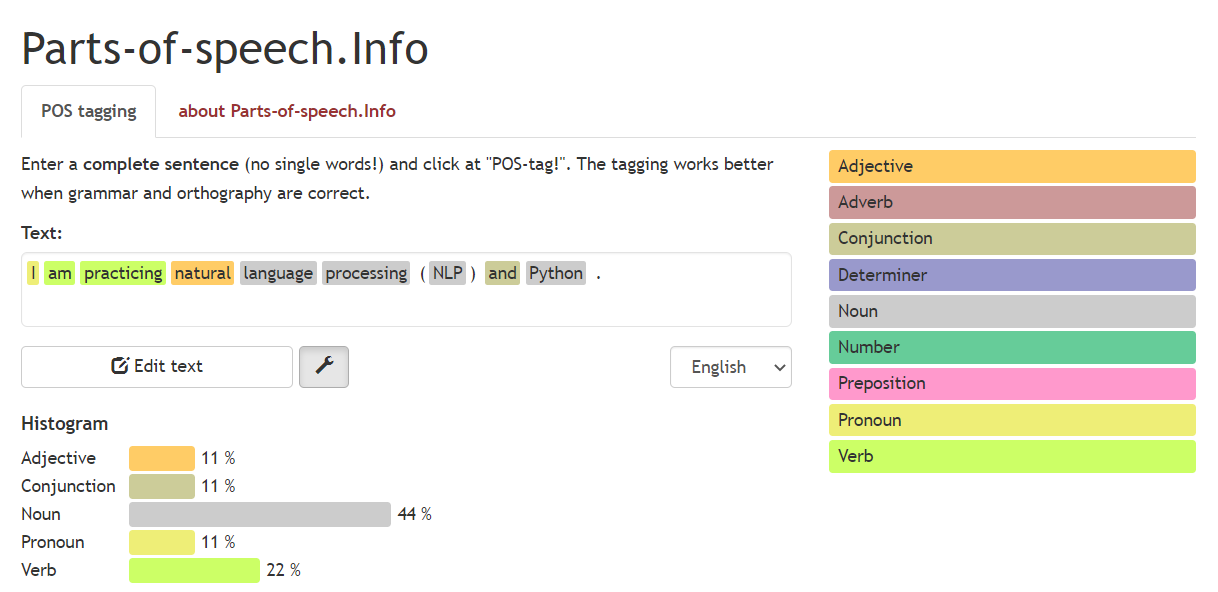 Parts-of-speech.Info
POS tagging
about Parts-of-speech.Info
Enter a complete sentence (no single words!) and click at "POS-tag!". The tagging works better
when grammar and orthography are correct.
Text:
I am practicing natural language processing ( NLP ) and Python .
Edit text
English
Histogram
Adjective 11 %
Conjunction 11 %
Noun 44 %
Pronoun 11 %
Verb 22 %
Adjective
Adverb
Conjunction
Determiner
Noun
Number
Preposition
Pronoun
Verb